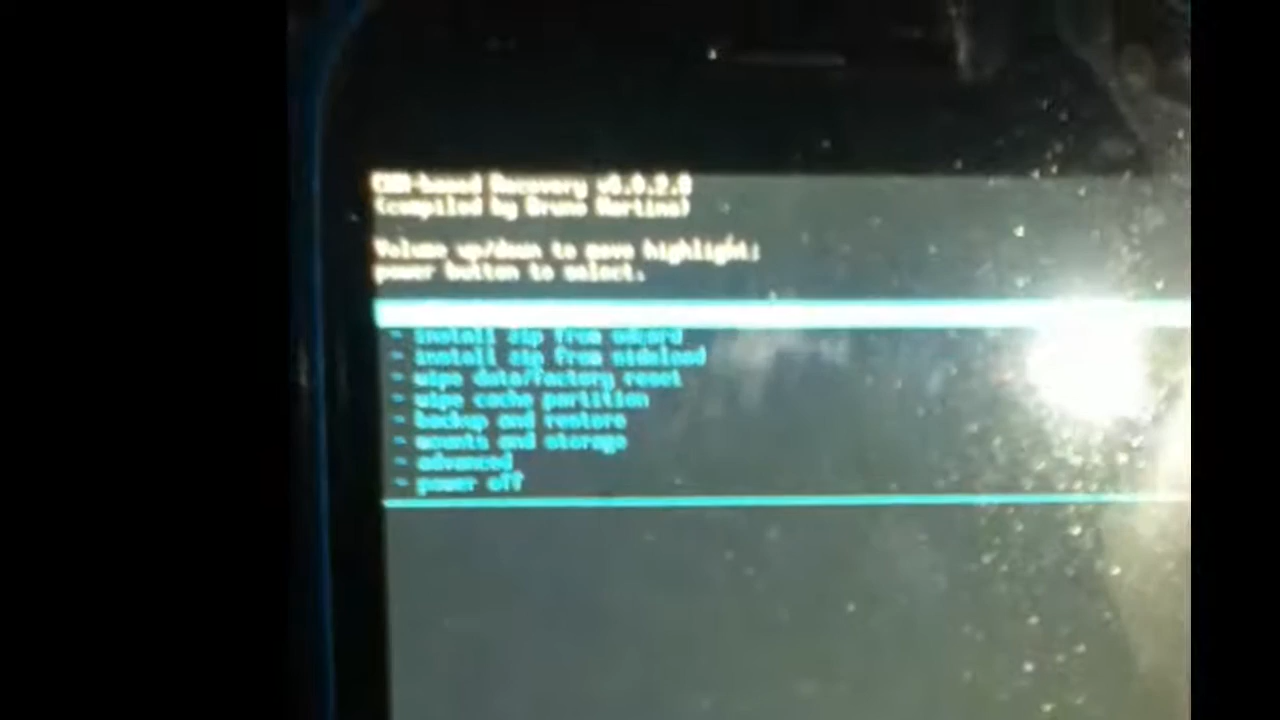 CWM-based Recovery v6.0.2.8
(compiled by Bruno Martins)
Volume up/down to move highlight;
power button to select.
- install zip from sdcard
- install zip from sideload
- wipe data/factory reset
- wipe cache partition
- backup and restore
- mounts and storage
- advanced
- power off